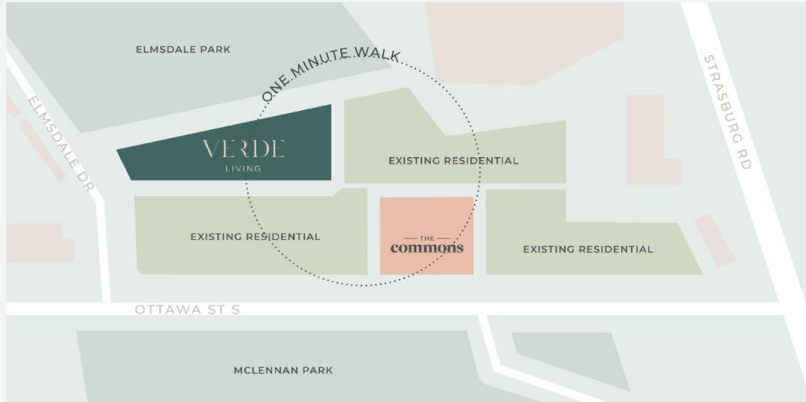 ELMSDALE PARK
ONE MINUTE WALK
STRASBURG RD
ELMSDALE DR
VERDE
LIVING
EXISTING RESIDENTIAL
EXISTING RESIDENTIAL
THE
commons
EXISTING RESIDENTIAL
OTTAWA ST S
MCLENNAN PARK